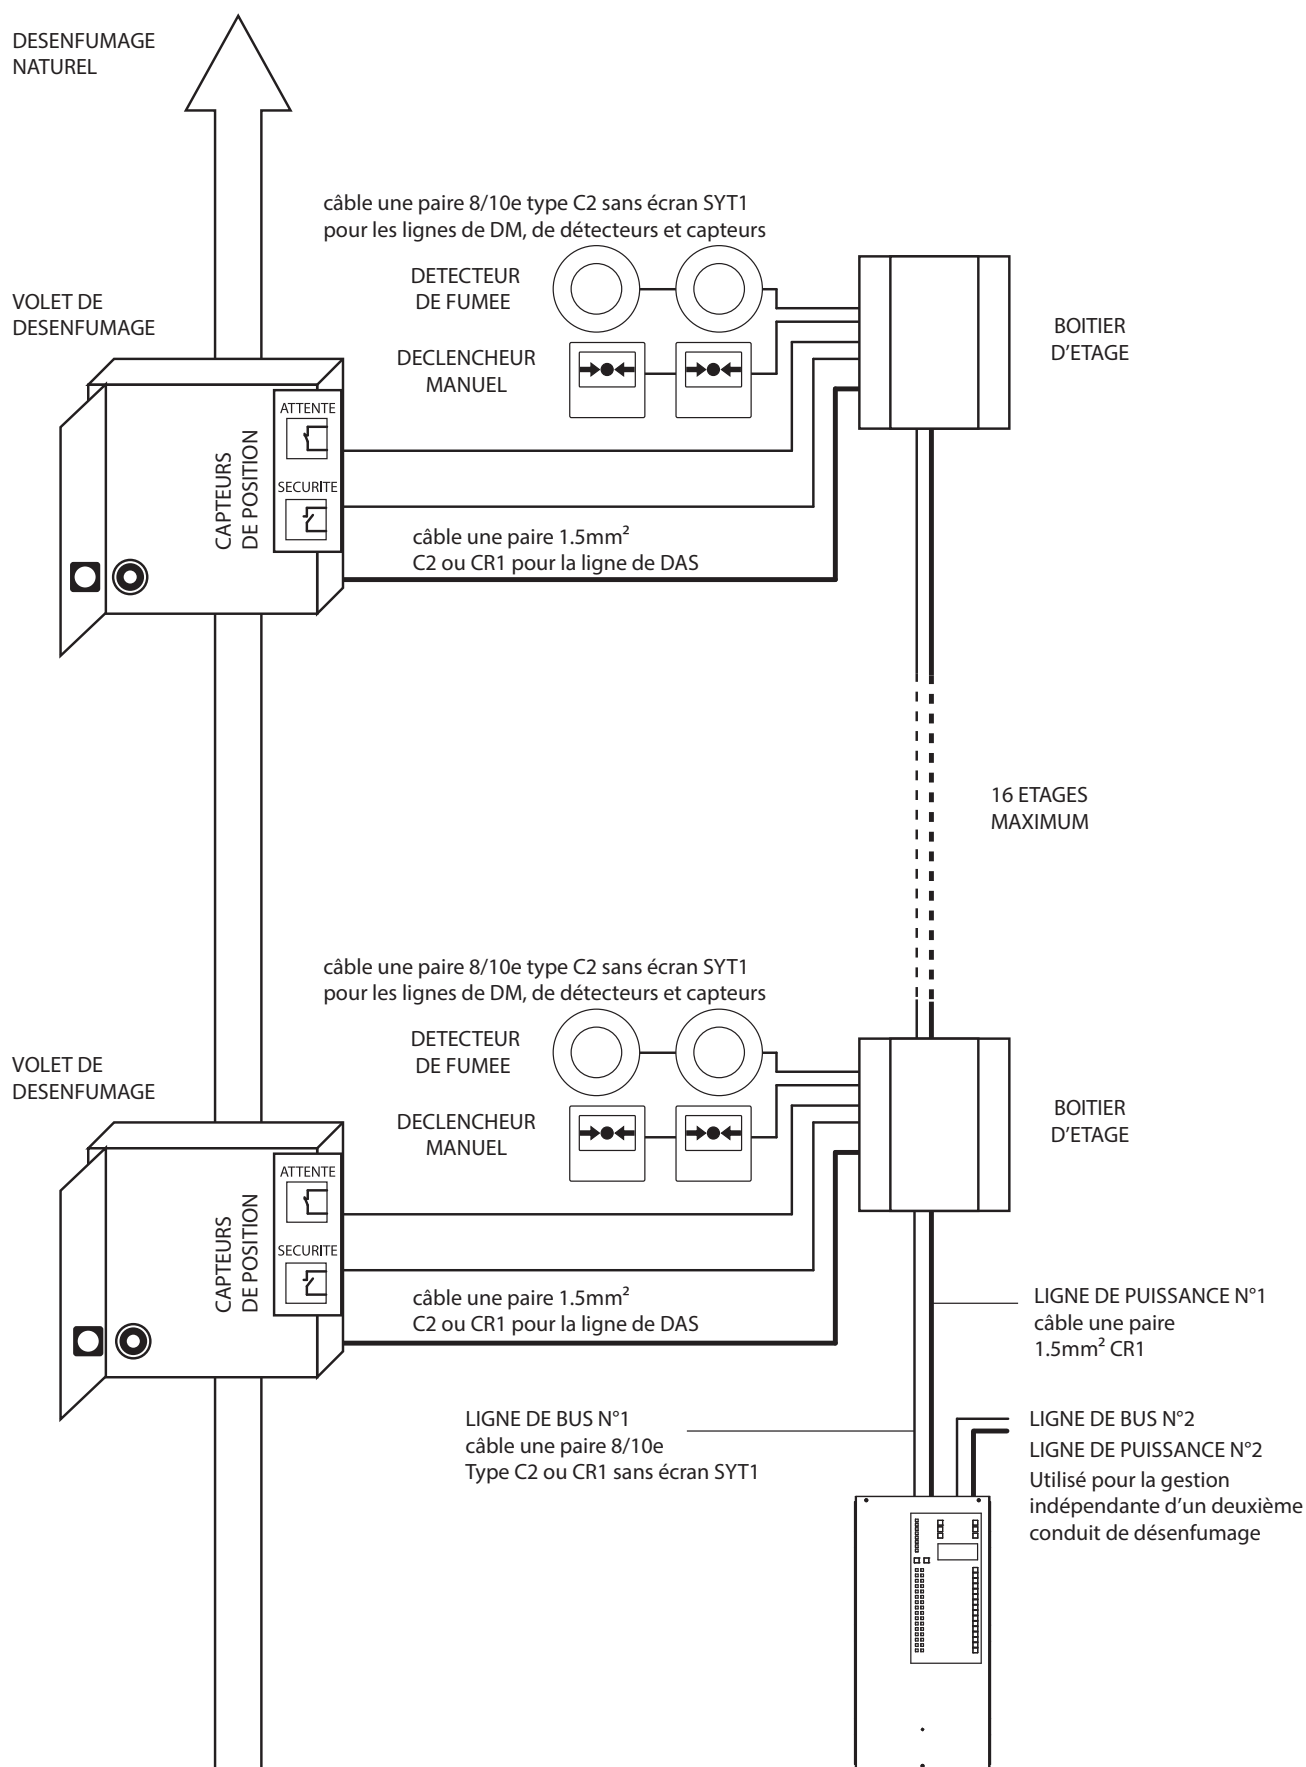 DESENFUMAGE
NATUREL
câble une paire 8/10e type C2 sans écran SYT1
pour les lignes de DM, de détecteurs et capteurs
DETECTEUR
DE FUMEE
VOLET DE
DESENFUMAGE
BOITIER
D'ETAGE
DECLENCHEUR
MANUEL
ATTENTE
CAPTEURS
DE POSITION
SECURITE
câble une paire 1.5mm²
C2 ou CR1 pour la ligne de DAS
16 ETAGES
MAXIMUM
câble une paire 8/10e type C2 sans écran SYT1
pour les lignes de DM, de détecteurs et capteurs
DETECTEUR
DE FUMEE
VOLET DE
DESENFUMAGE
BOITIER
D'ETAGE
DECLENCHEUR
MANUEL
ATTENTE
CAPTEURS
DE POSITION
SECURITE
câble une paire 1.5mm²
C2 ou CR1 pour la ligne de DAS
LIGNE DE PUISSANCE N°1
câble une paire
1.5mm² CR1
LIGNE DE BUS N°1
câble une paire 8/10e
Type C2 ou CR1 sans écran SYT1
LIGNE DE BUS N°2
LIGNE DE PUISSANCE N°2
Utilisé pour la gestion
indépendante d'un deuxième
conduit de désenfumage